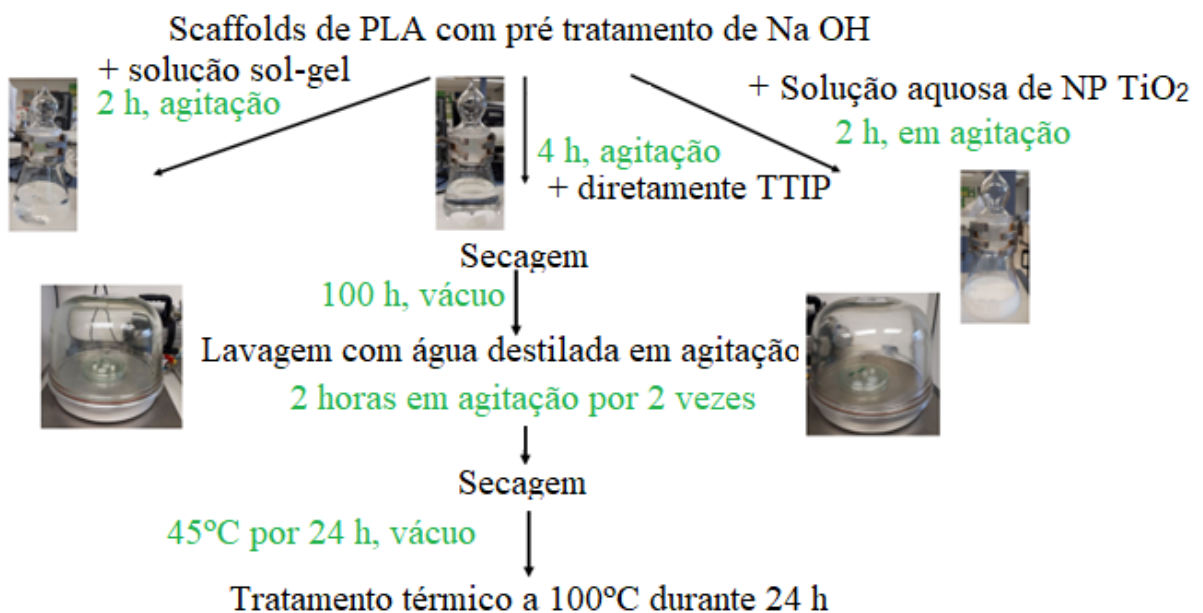 Scaffolds de PLA com pré tratamento de Na OH
+ solucão sol-gel
2 h, agitação
4 h, agitação
+ diretamente TTIP
+ Solução aquosa de NP TiO2
2 h, em agitação
Secagem
100 h, vácuo
Lavagem com água destilada em agitação
2 horas em agitação por 2 vezes
Secagem
45ºC por 24 h, vácuo
Tratamento térmico a 100ºC durante 24 h